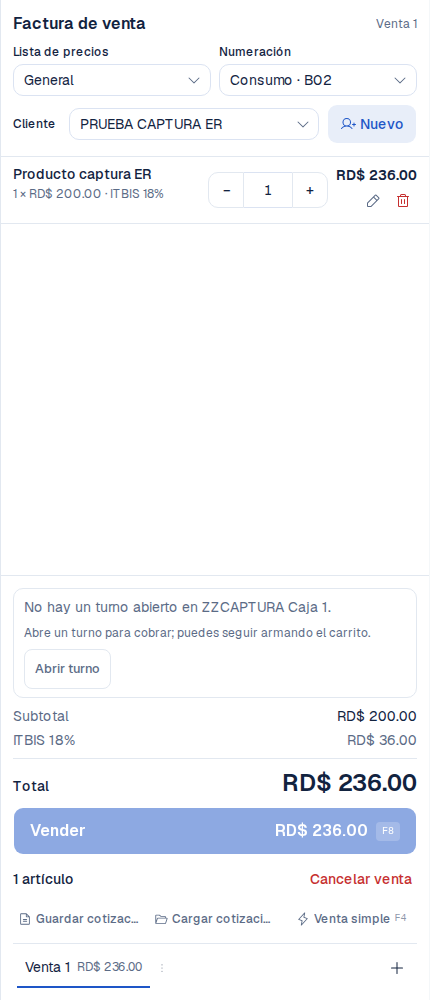 Factura de venta Venta 1
Lista de precios Numeración
General Consumo · B02
Cliente PRUEBA CAPTURA ER Nuevo
Producto captura ER RD$ 236.00
1 × RD$ 200.00 · ITBIS 18% − 1 +
No hay un turno abierto en ZZCAPTURA Caja 1.
Abre un turno para cobrar; puedes seguir armando el carrito.
Abrir turno
Subtotal RD$ 200.00
ITBIS 18% RD$ 36.00
Total RD$ 236.00
Vender RD$ 236.00 F8
1 artículo Cancelar venta
Guardar cotizac... Cargar cotizaci... Venta simple F4
Venta 1 RD$ 236.00 +